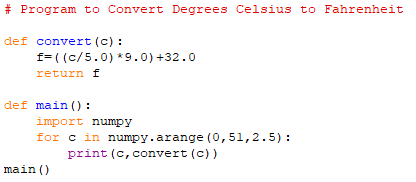 # Program to Convert Degrees Celsius to Fahrenheit
def convert(c):
    f=((c/5.0)*9.0)+32.0
    return f
def main():
    import numpy
    for c in numpy.arange(0,51,2.5):
        print(c,convert(c))
main()